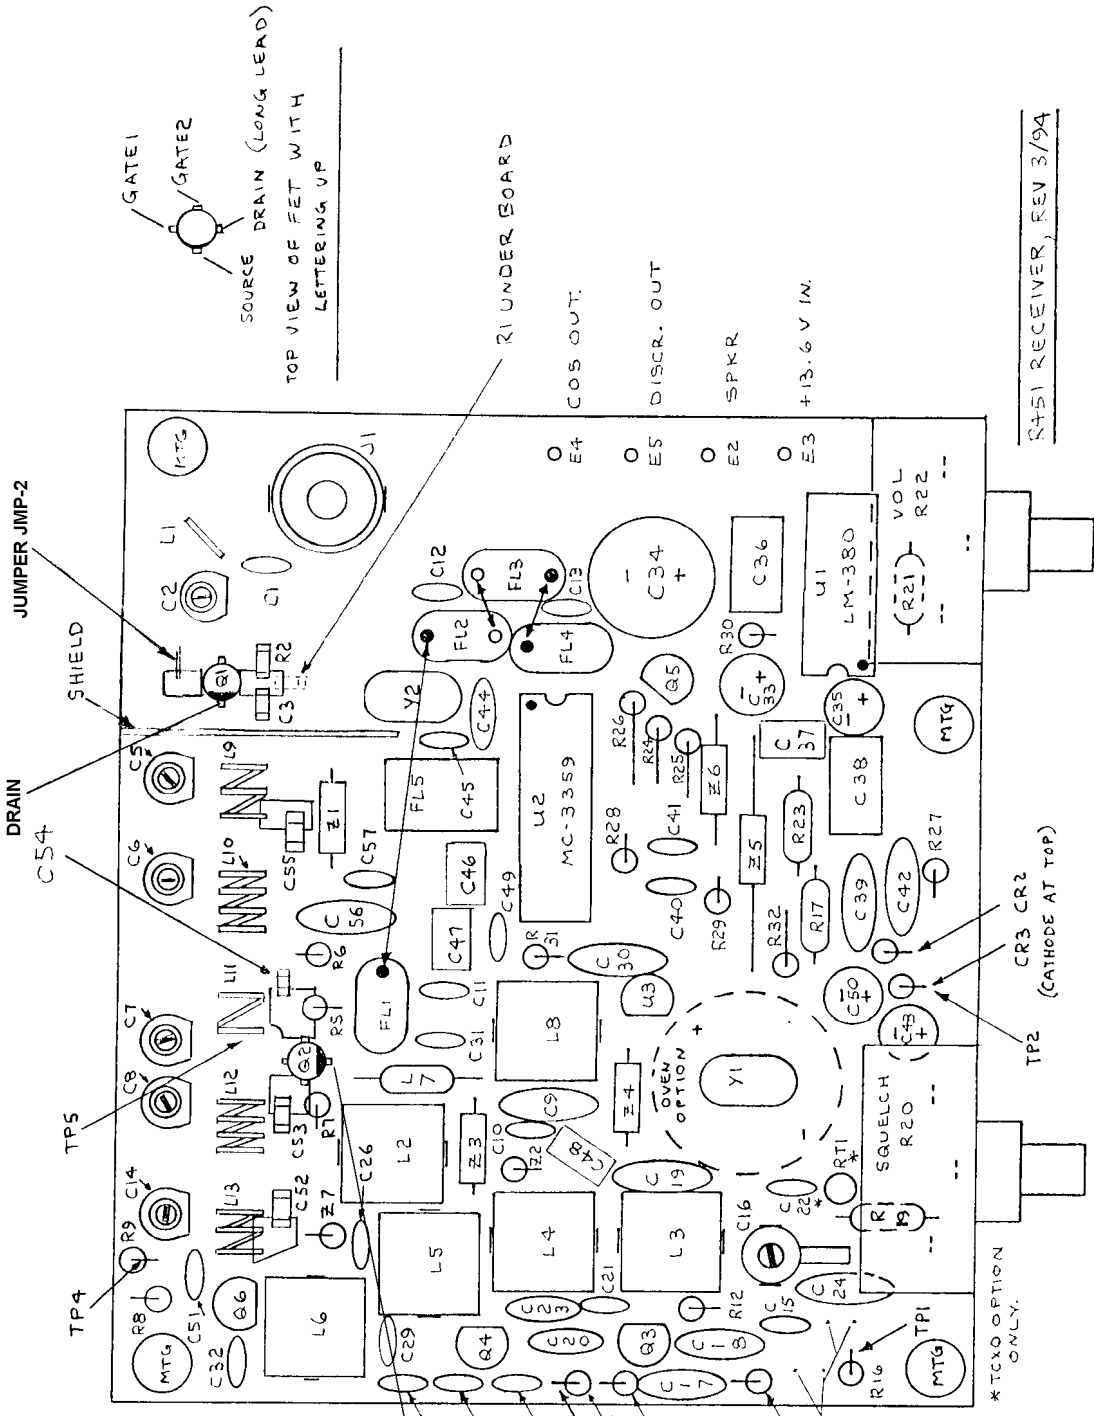 JUMPER JMP-2
SHIELD
DRAIN
C54
TP5
TP4
GATE1
GATE2
SOURCE
DRAIN (LONG LEAD)
TOP VIEW OF FET WITH
LETTERING UP
R1 UNDER BOARD
COS OUT.
DISCR. OUT
SPKR
+13.6 V IN.
R451 RECEIVER, REV 3/94
MTG
L1
J1
C2
C1
Q1
R2
C3
C12
FL3
C13
FL2
FL4
C34
- +
C36
E4
E5
E2
E3
U1
LM-380
VOL
R22
R21
R30
Q5
C33
- +
C35
- +
MTG
C5
L9
Y2
C44
C45
FL5
Z1
C55
C6
L10
C57
C56
C46
C49
C47
U2
MC-3359
R26
R24
R25
Z6
C37
C38
R28
C41
Z5
R23
R27
C40
R29
R32
R17
C39
C42
C7
L11
R6
R51
FL1
C11
C31
R31
C30
U3
C50
- +
C43
- +
CR3 CR2
(CATHODE AT TOP)
TP2
C8
L12
Q2
C53
R7
L7
L8
C9
Z4
OVEN
OPTION
+
Y1
C14
R9
L13
C52
Z7
C26
L2
Z3
C10
Z2
C48
C19
L4
L3
C16
C22
*
RT1
*
SQUELCH
R20
R19
R8
C51
Q6
C32
MTG
L6
L5
C29
Q4
C23
C20
C21
Q3
R12
C18
C17
C15
C24
R16
TP1
MTG
*TCXO OPTION
ONLY.